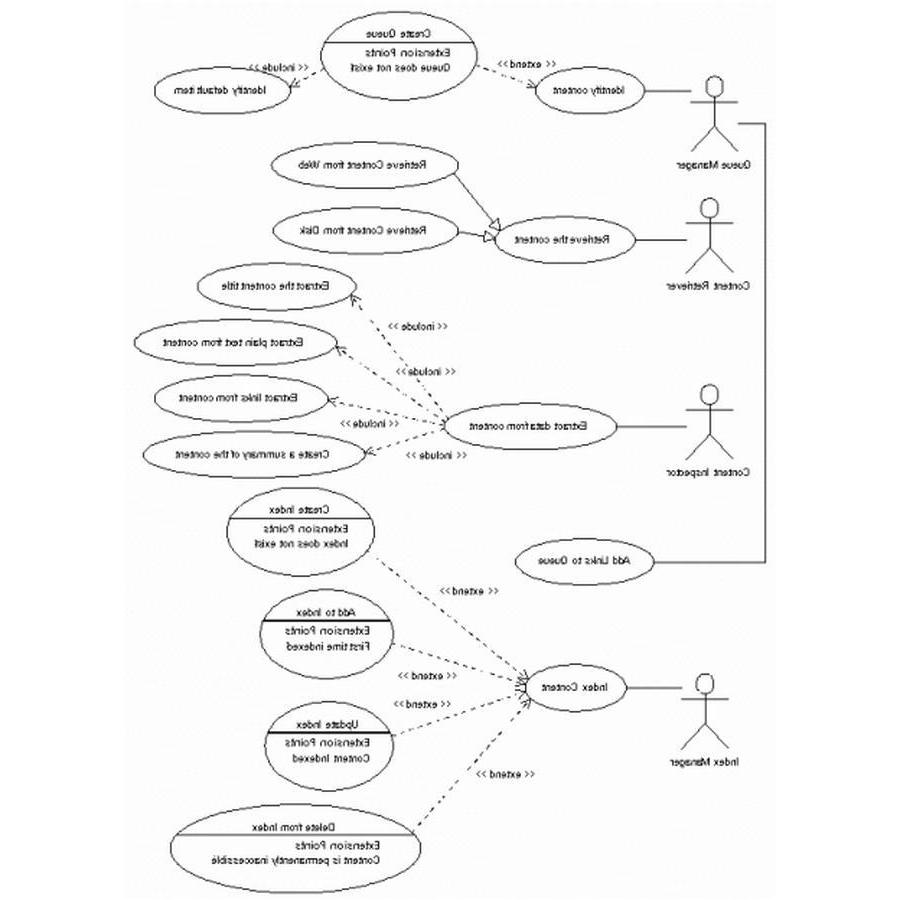 Create Queue
Extension Points
Queue does not exist
<< extend >>
<< include >>
Identify content
Identify default item
Queue Manager
Retrieve Content from Web
Retrieve Content from Disk
Retrieve the content
Content Retriever
Extract the content title
<< include >>
Extract plain text from content
<< include >>
Extract links from content
<< include >>
Extract data from content
Create a summary of the content
<< include >>
Content Inspector
Create Index
Extension Points
Index does not exist
Add Links to Queue
<< extend >>
Add to Index
Extension Points
First time indexed
<< extend >>
Index Content
<< extend >>
Update Index
Extension Points
Content Indexed
Index Manager
<< extend >>
Delete from Index
Extension Points
Content is permanently inaccessible